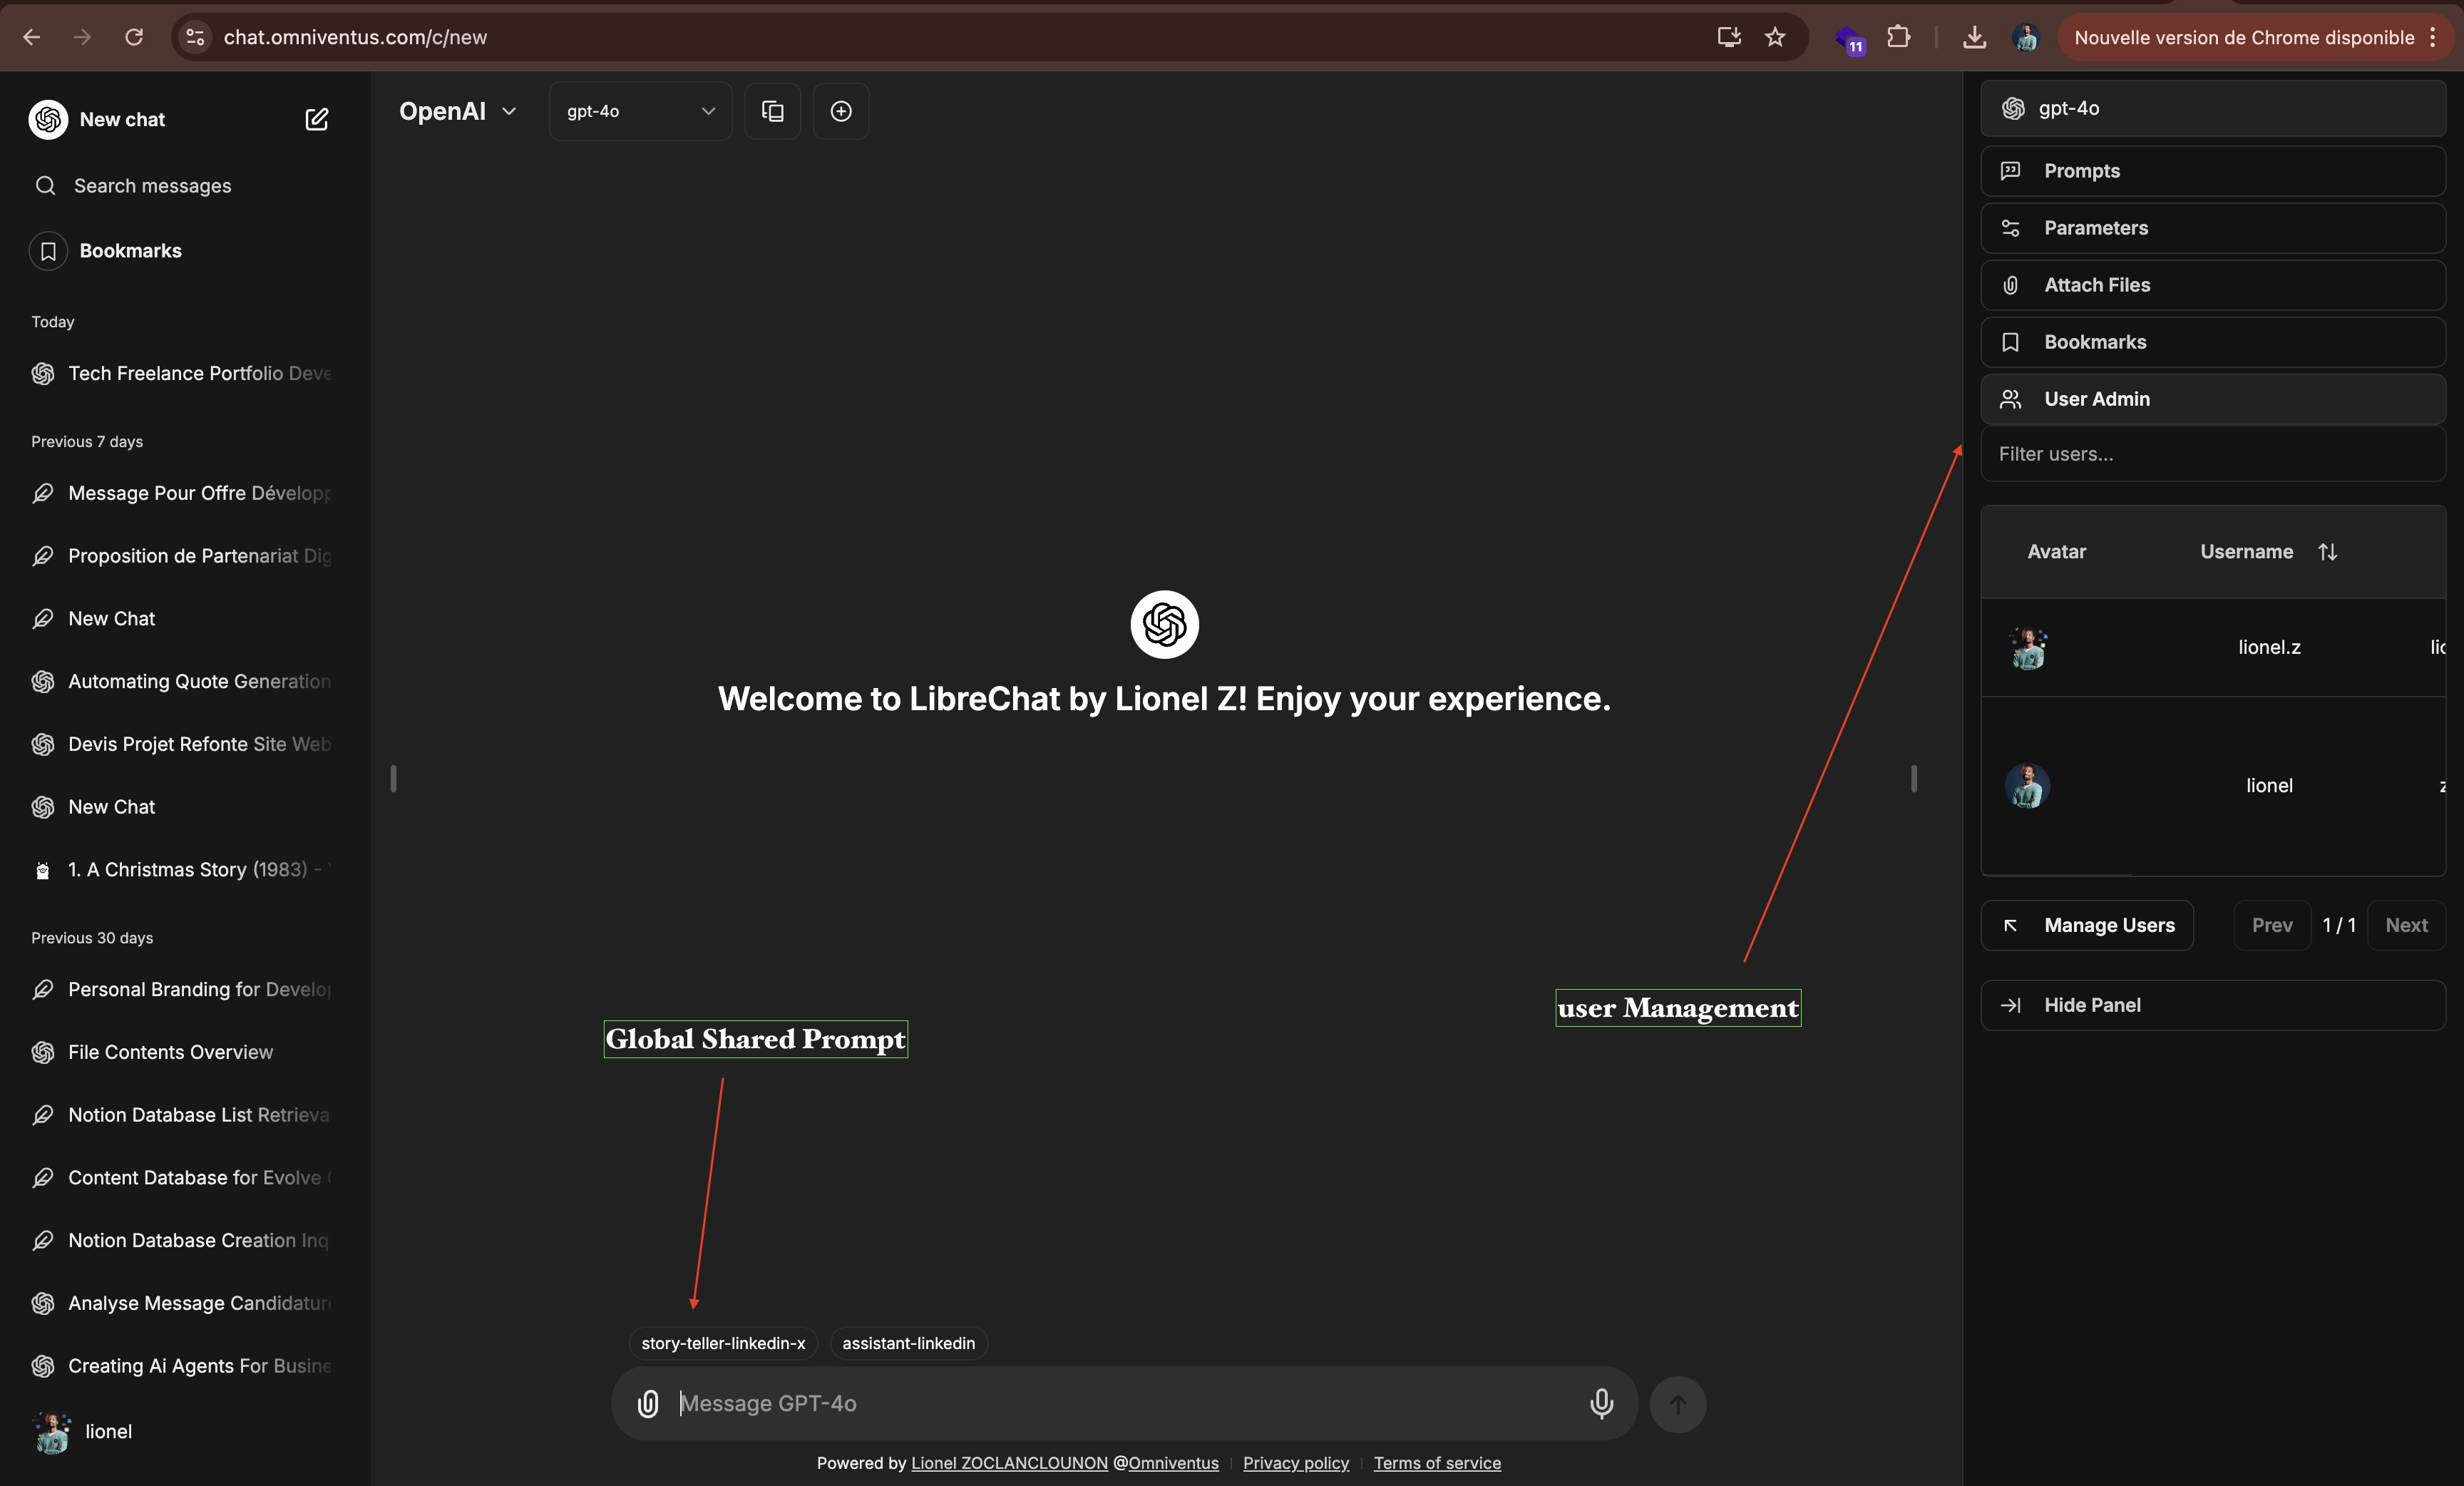 chat.omniventus.com/c/new
11
Nouvelle version de Chrome disponible
New chat
Search messages
Bookmarks
Today
Tech Freelance Portfolio Deve
Previous 7 days
Message Pour Offre Développ
Proposition de Partenariat Dig
New Chat
Automating Quote Generation
Devis Projet Refonte Site Web
New Chat
1. A Christmas Story (1983) -
Previous 30 days
Personal Branding for Develop
File Contents Overview
Notion Database List Retrieva
Content Database for Evolve
Notion Database Creation Inq
Analyse Message Candidature
Creating Ai Agents For Busine
lionel
OpenAI
gpt-4o
Welcome to LibreChat by Lionel Z! Enjoy your experience.
Global Shared Prompt
user Management
story-teller-linkedin-x assistant-linkedin
Message GPT-4o
Powered by Lionel ZOCLANCLOUNON @Omniventus Privacy policy Terms of service
gpt-4o
Prompts
Parameters
Attach Files
Bookmarks
User Admin
Filter users...
Avatar Username
lionel.z lic
lionel z
Manage Users Prev 1 / 1 Next
Hide Panel